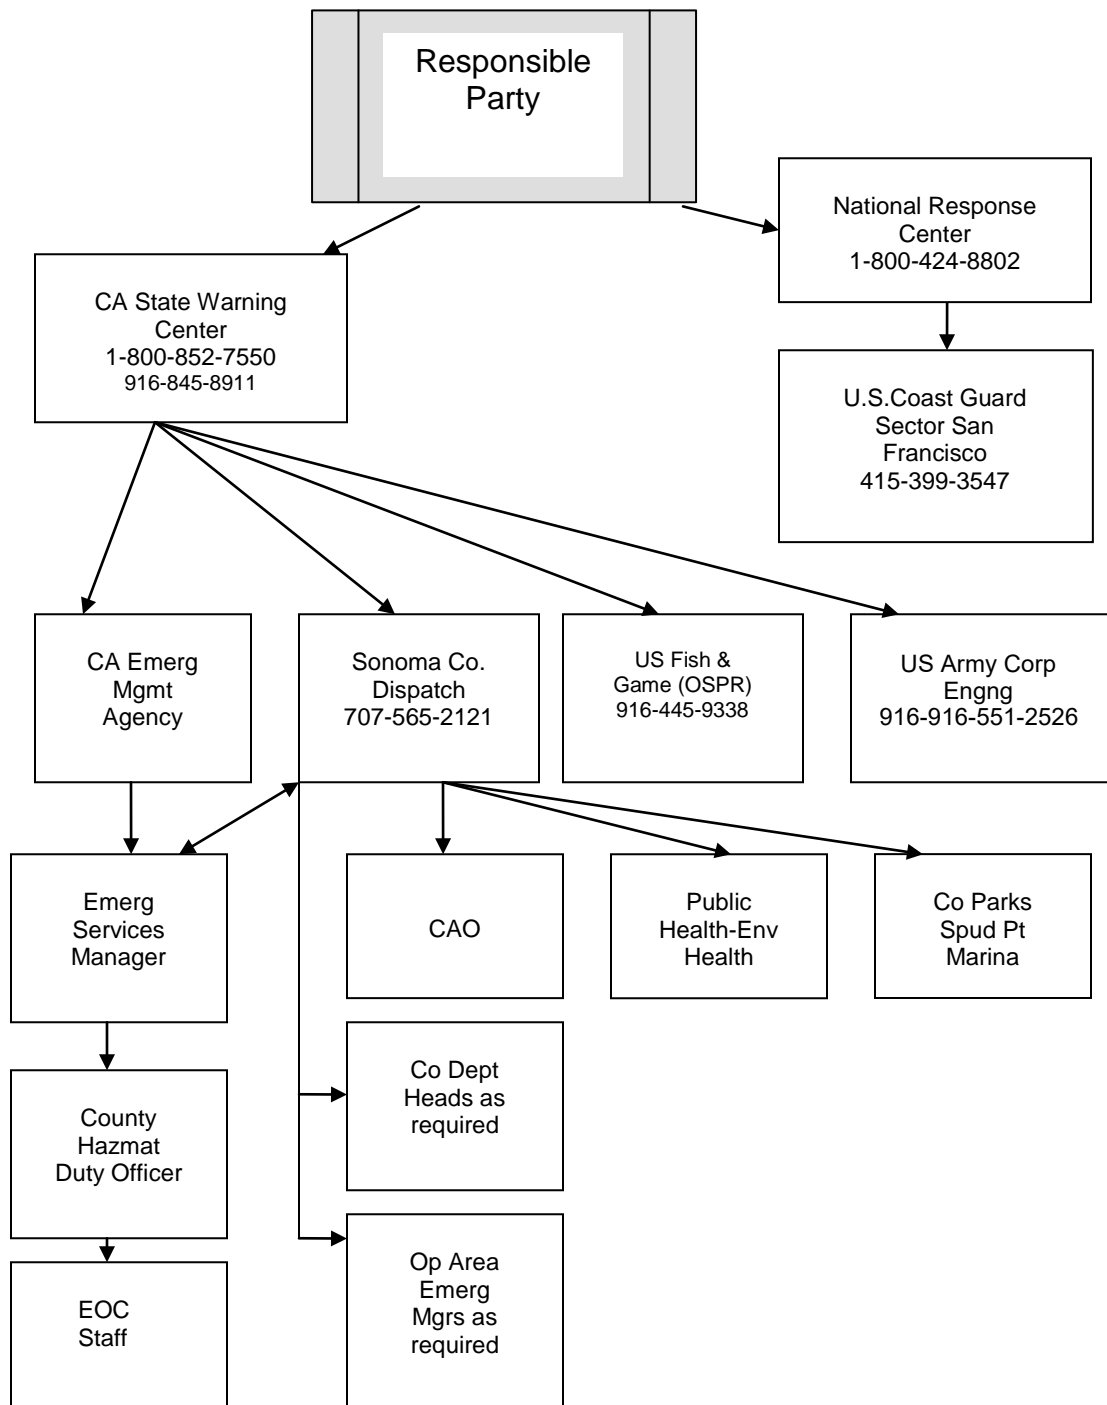 Responsible
Party
National Response
Center
1-800-424-8802
CA State Warning
Center
1-800-852-7550
916-845-8911
U.S.Coast Guard
Sector San
Francisco
415-399-3547
CA Emerg
Mgmt
Agency
Sonoma Co.
Dispatch
707-565-2121
US Fish &
Game (OSPR)
916-445-9338
US Army Corp
Engng
916-916-551-2526
Emerg
Services
Manager
CAO
Public
Health-Env
Health
Co Parks
Spud Pt
Marina
County
Hazmat
Duty Officer
Co Dept
Heads as
required
EOC
Staff
Op Area
Emerg
Mgrs as
required